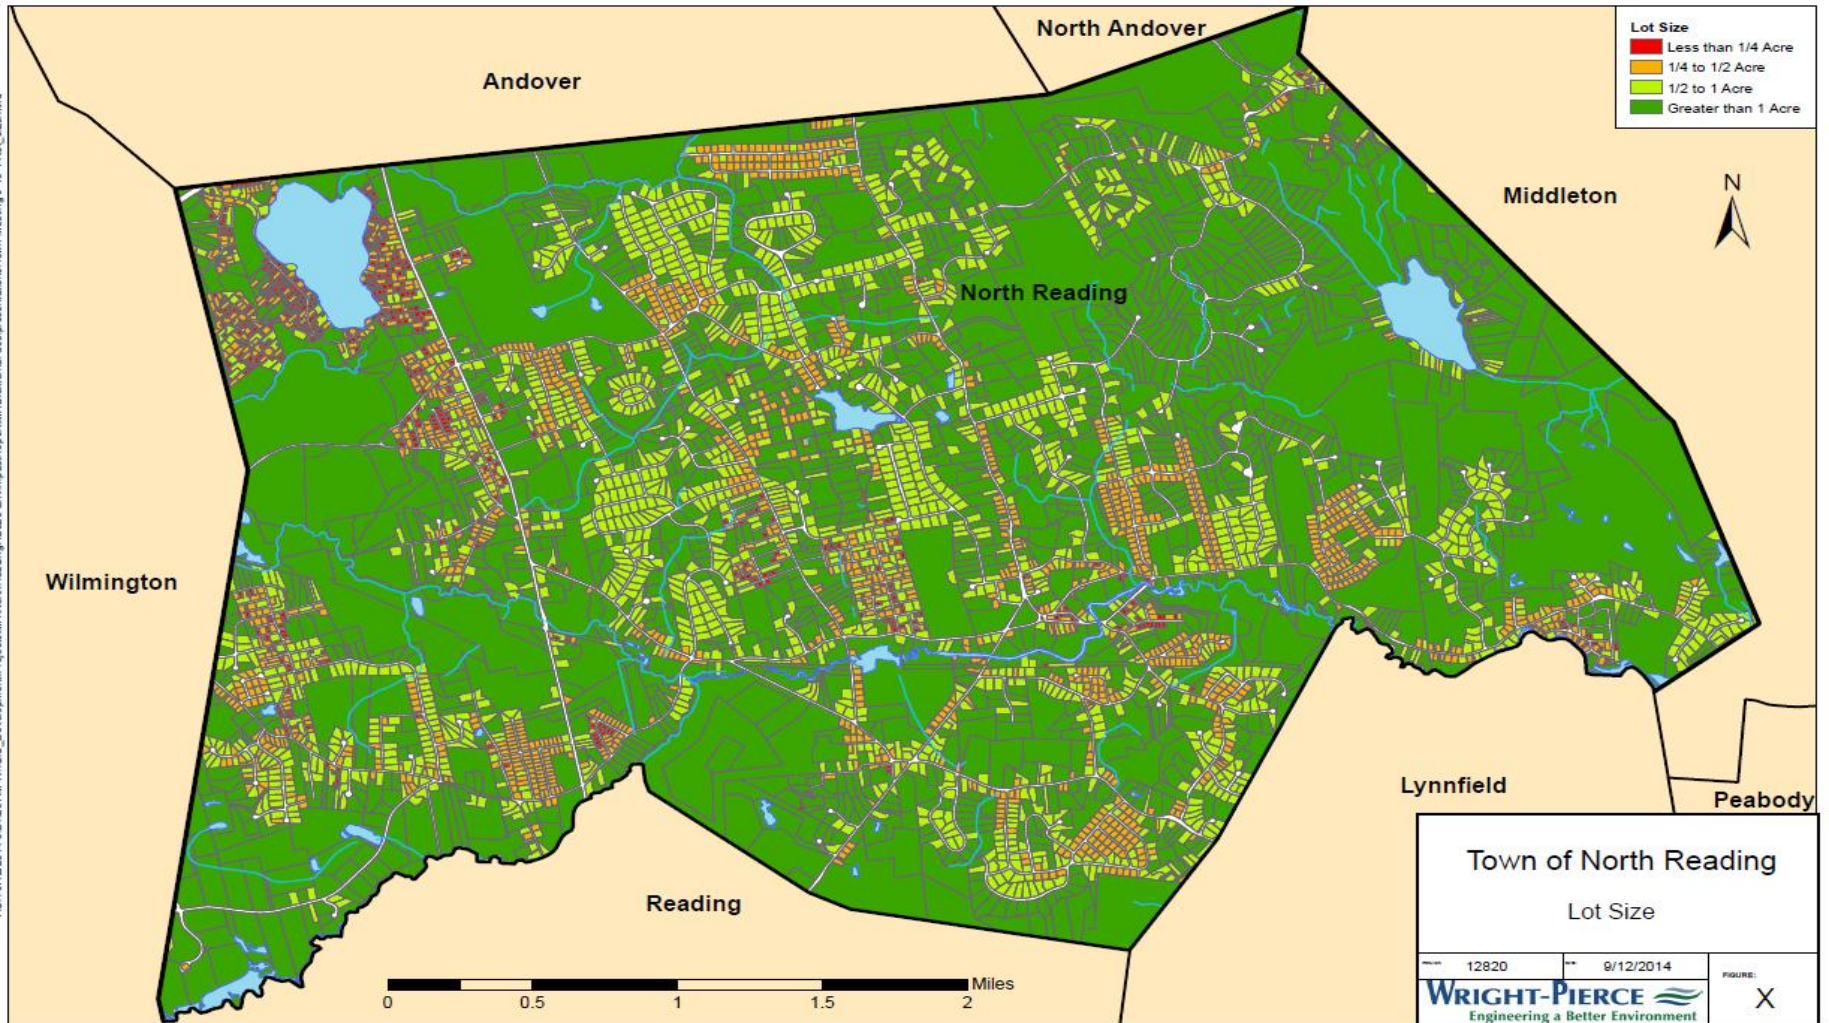 North Andover
Andover
Lot Size
Less than 1/4 Acre
1/4 to 1/2 Acre
1/2 to 1 Acre
Greater than 1 Acre
Middleton
N
North Reading
Wilmington
Lynnfield
Peabody
Reading
Miles
0 0.5 1 1.5 2
Town of North Reading
Lot Size
12820
9/12/2014
FIGURE:
X
WRIGHT-PIERCE
Engineering a Better Environment